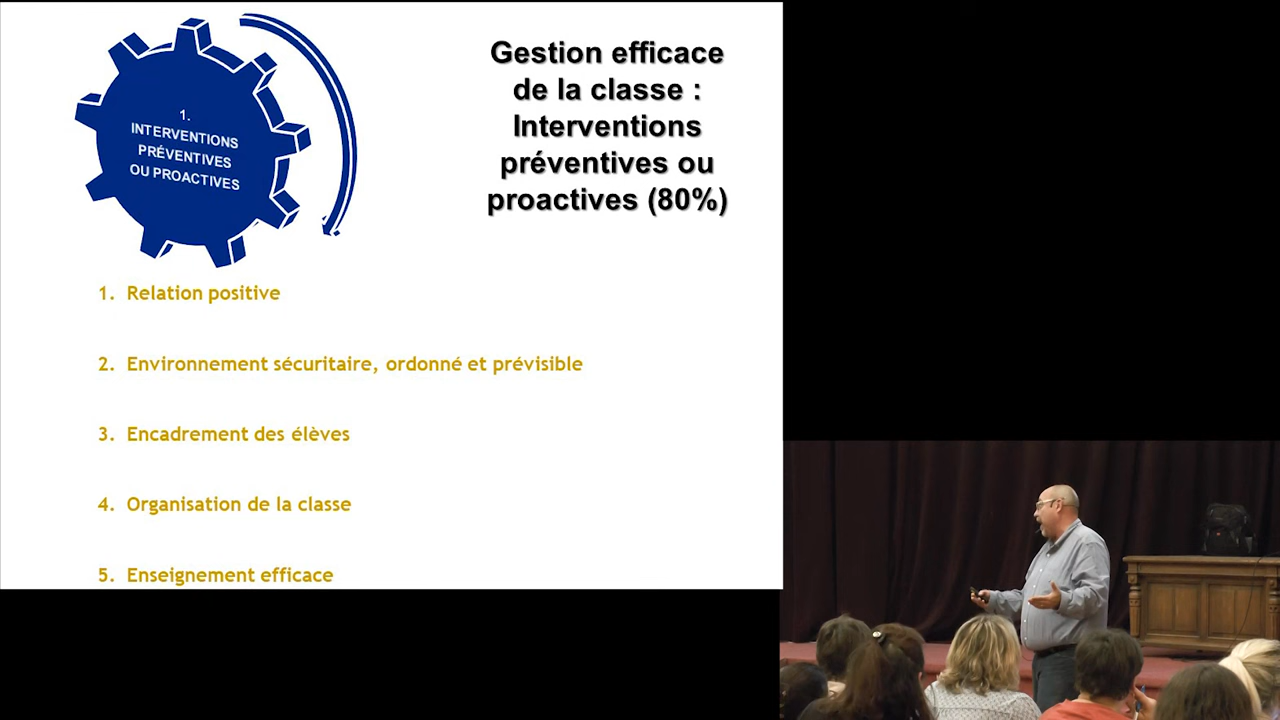 1.
INTERVENTIONS
PRÉVENTIVES
OU PROACTIVES
Gestion efficace
de la classe :
Interventions
préventives ou
proactives (80%)
1. Relation positive
2. Environnement sécuritaire, ordonné et prévisible
3. Encadrement des élèves
4. Organisation de la classe
5. Enseignement efficace